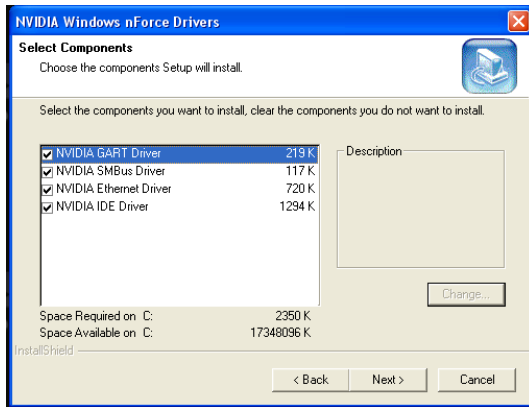 NVIDIA Windows nForce Drivers
Select Components
Choose the components Setup will install.
Select the components you want to install, clear the components you do not want to install.
NVIDIA GART Driver 219 K
NVIDIA SMBus Driver 117 K
NVIDIA Ethernet Driver 720 K
NVIDIA IDE Driver 1294 K
Description
Change...
Space Required on C: 2350 K
Space Available on C: 17348096 K
InstallShield
< Back Next > Cancel